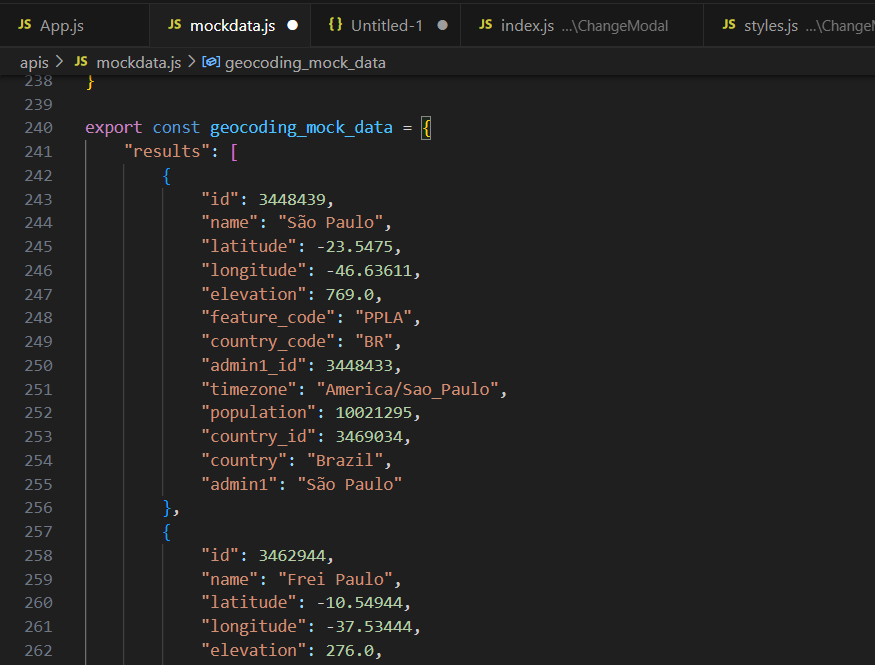 JS App.js JS mockdata.js {} Untitled-1 JS index.js ...\ChangeModal JS styles.js ...\Change
apis > JS mockdata.js > geocoding_mock_data
238 }
239
240 export const geocoding_mock_data = {
241 "results": [
242 {
243 "id": 3448439,
244 "name": "São Paulo",
245 "latitude": -23.5475,
246 "longitude": -46.63611,
247 "elevation": 769.0,
248 "feature_code": "PPLA",
249 "country_code": "BR",
250 "admin1_id": 3448433,
251 "timezone": "America/Sao_Paulo",
252 "population": 10021295,
253 "country_id": 3469034,
254 "country": "Brazil",
255 "admin1": "São Paulo"
256 },
257 {
258 "id": 3462944,
259 "name": "Frei Paulo",
260 "latitude": -10.54944,
261 "longitude": -37.53444,
262 "elevation": 276.0,